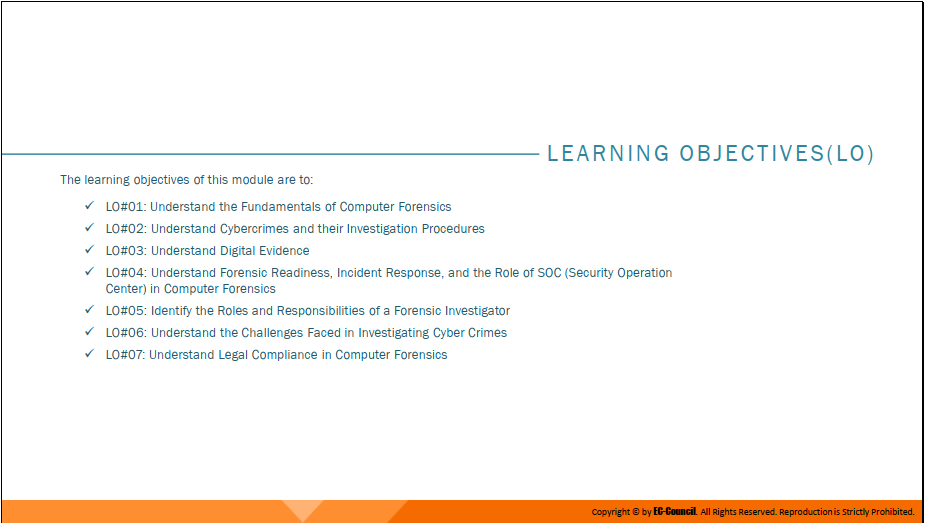 LEARNING OBJECTIVES(LO)
The learning objectives of this module are to:
✓ LO#01: Understand the Fundamentals of Computer Forensics
✓ LO#02: Understand Cybercrimes and their Investigation Procedures
✓ LO#03: Understand Digital Evidence
✓ LO#04: Understand Forensic Readiness, Incident Response, and the Role of SOC (Security Operation
Center) in Computer Forensics
✓ LO#05: Identify the Roles and Responsibilities of a Forensic Investigator
✓ LO#06: Understand the Challenges Faced in Investigating Cyber Crimes
✓ LO#07: Understand Legal Compliance in Computer Forensics
Copyright © by EC-Council. All Rights Reserved. Reproduction is Strictly Prohibited.